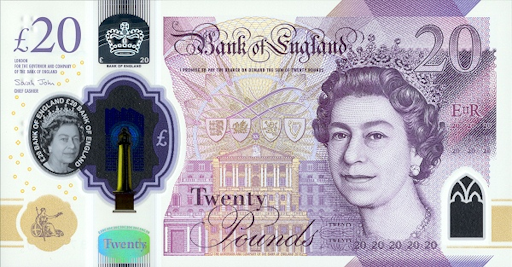 £20
LONDON
FOR THE GOVERNOR AND COMPANY
OF THE BANK OF ENGLAND
Sarah John
CHIEF CASHIER
BANK OF ENGLAND
£ 20
£20 BANK OF ENGLAND £20 BANK OF ENGLAND
£
Twenty
Bank of England
I PROMISE TO PAY THE BEARER ON DEMAND THE SUM OF TWENTY POUNDS
20
EIIR
Twenty
Pounds
20 20 20 20 20